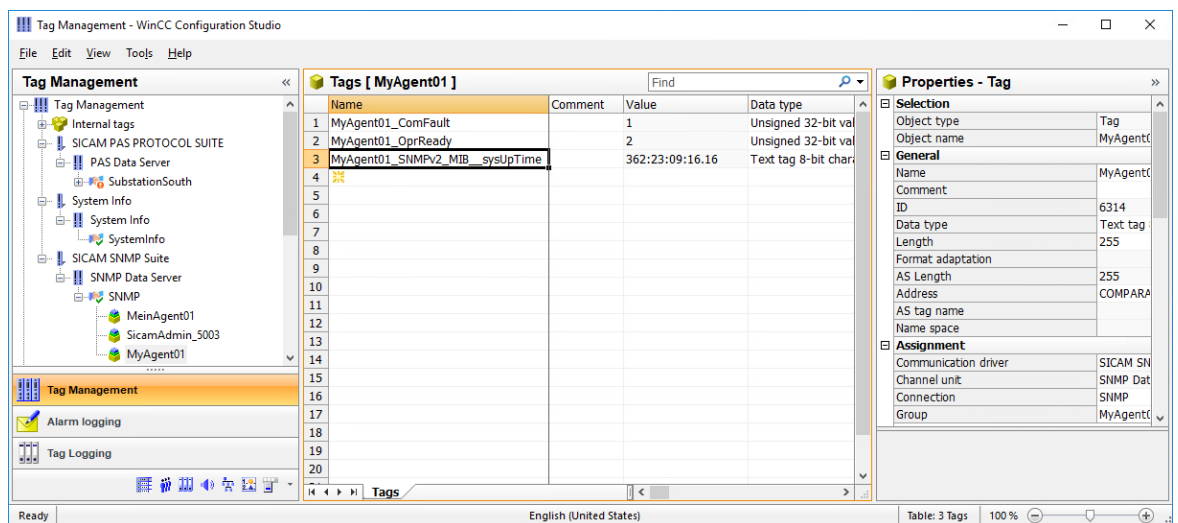 Tag Management - WinCC Configuration Studio
File Edit View Tools Help
Tag Management «
Tag Management
Internal tags
SICAM PAS PROTOCOL SUITE
PAS Data Server
SubstationSouth
System Info
System Info
SystemInfo
SICAM SNMP Suite
SNMP Data Server
SNMP
MeinAgent01
SicamAdmin_5003
MyAgent01
Tag Management
Alarm logging
Tag Logging
Tags [ MyAgent01 ] Find
Name Comment Value Data type
1 MyAgent01_ComFault 1 Unsigned 32-bit val
2 MyAgent01_OprReady 2 Unsigned 32-bit val
3 MyAgent01_SNMPv2_MIB__sysUpTime 362:23:09:16.16 Text tag 8-bit chara
4
5
6
7
8
9
10
11
12
13
14
15
16
17
18
19
20
Tags
Properties - Tag »
Selection
Object type Tag
Object name MyAgent0
General
Name MyAgent0
Comment
ID 6314
Data type Text tag
Length 255
Format adaptation
AS Length 255
Address COMPARA
AS tag name
Name space
Assignment
Communication driver SICAM SN
Channel unit SNMP Dat
Connection SNMP
Group MyAgent0
Ready English (United States) Table: 3 Tags 100 %